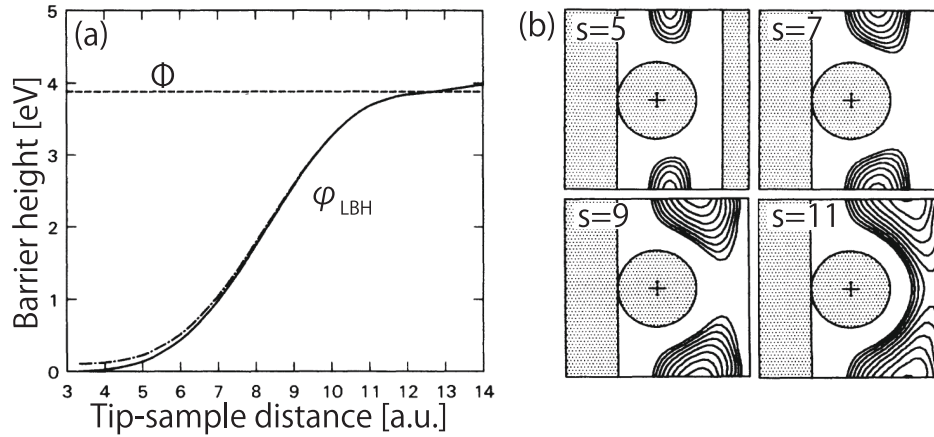 (a)
Φ
φLBH
Barrier height [eV]
5
4
3
2
1
0
3 4 5 6 7 8 9 10 11 12 13 14
Tip-sample distance [a.u.]
(b)
s=5
s=7
s=9
s=11